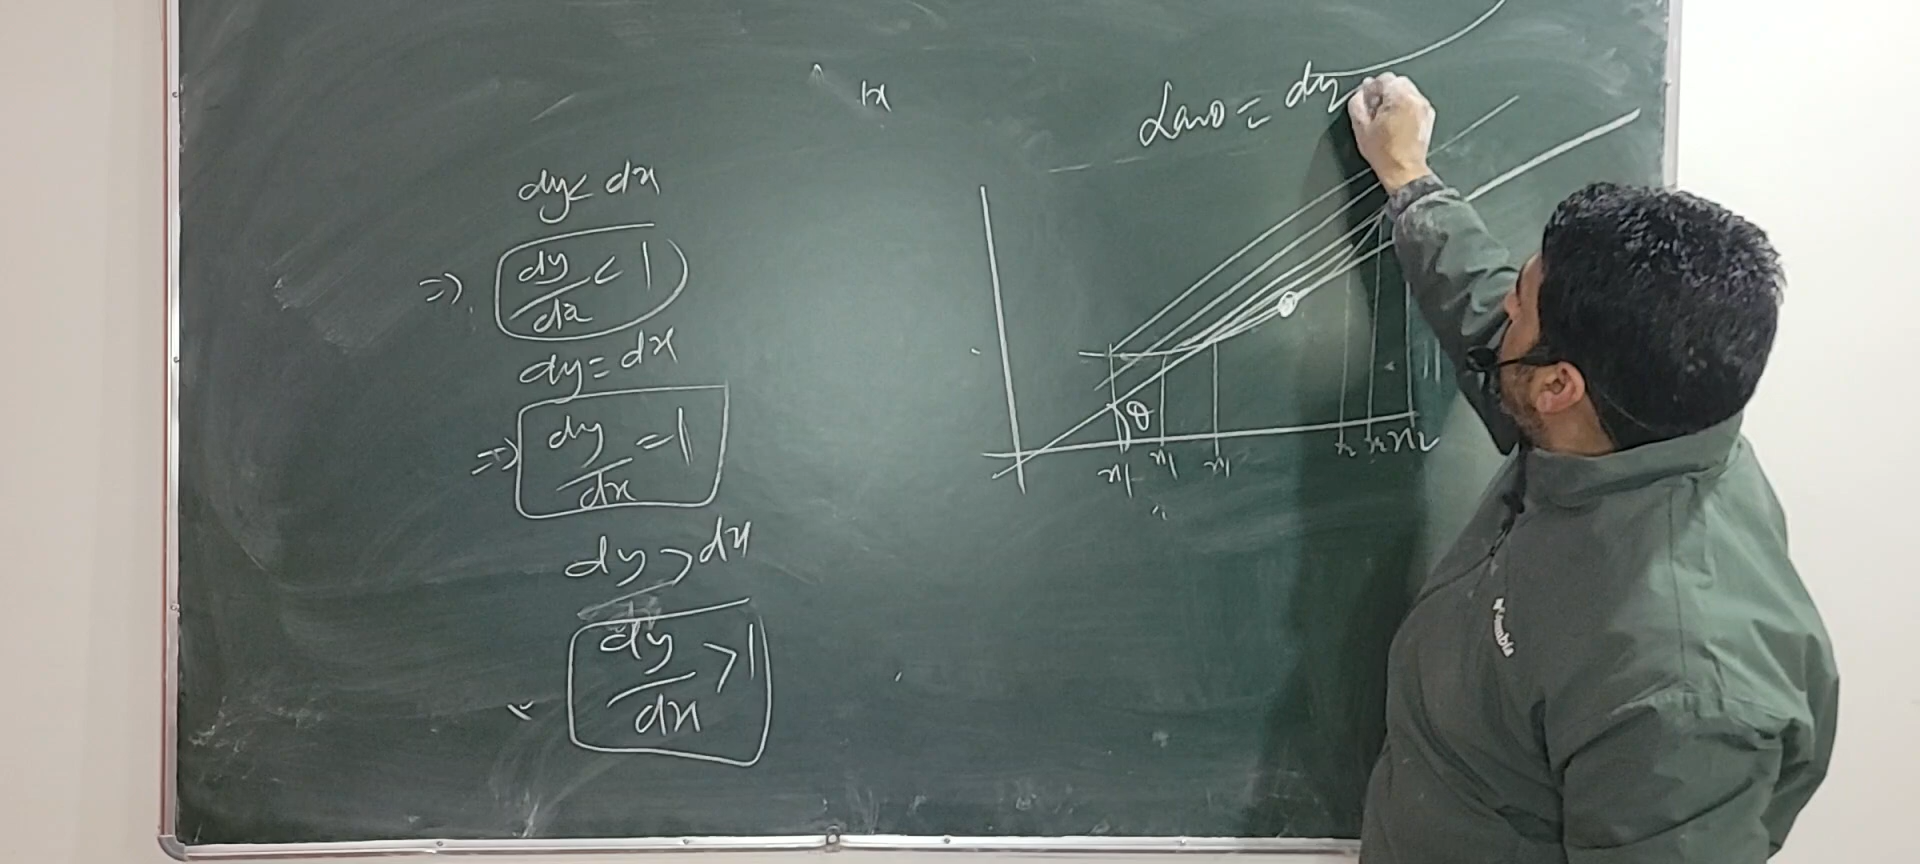 dy < dx
=> dy/dx < 1
dy = dx
=> dy/dx = 1
dy > dx
dy/dx > 1
x
tanθ = dy
θ
x1 x1 x1 x2 x2 x2
Columbia